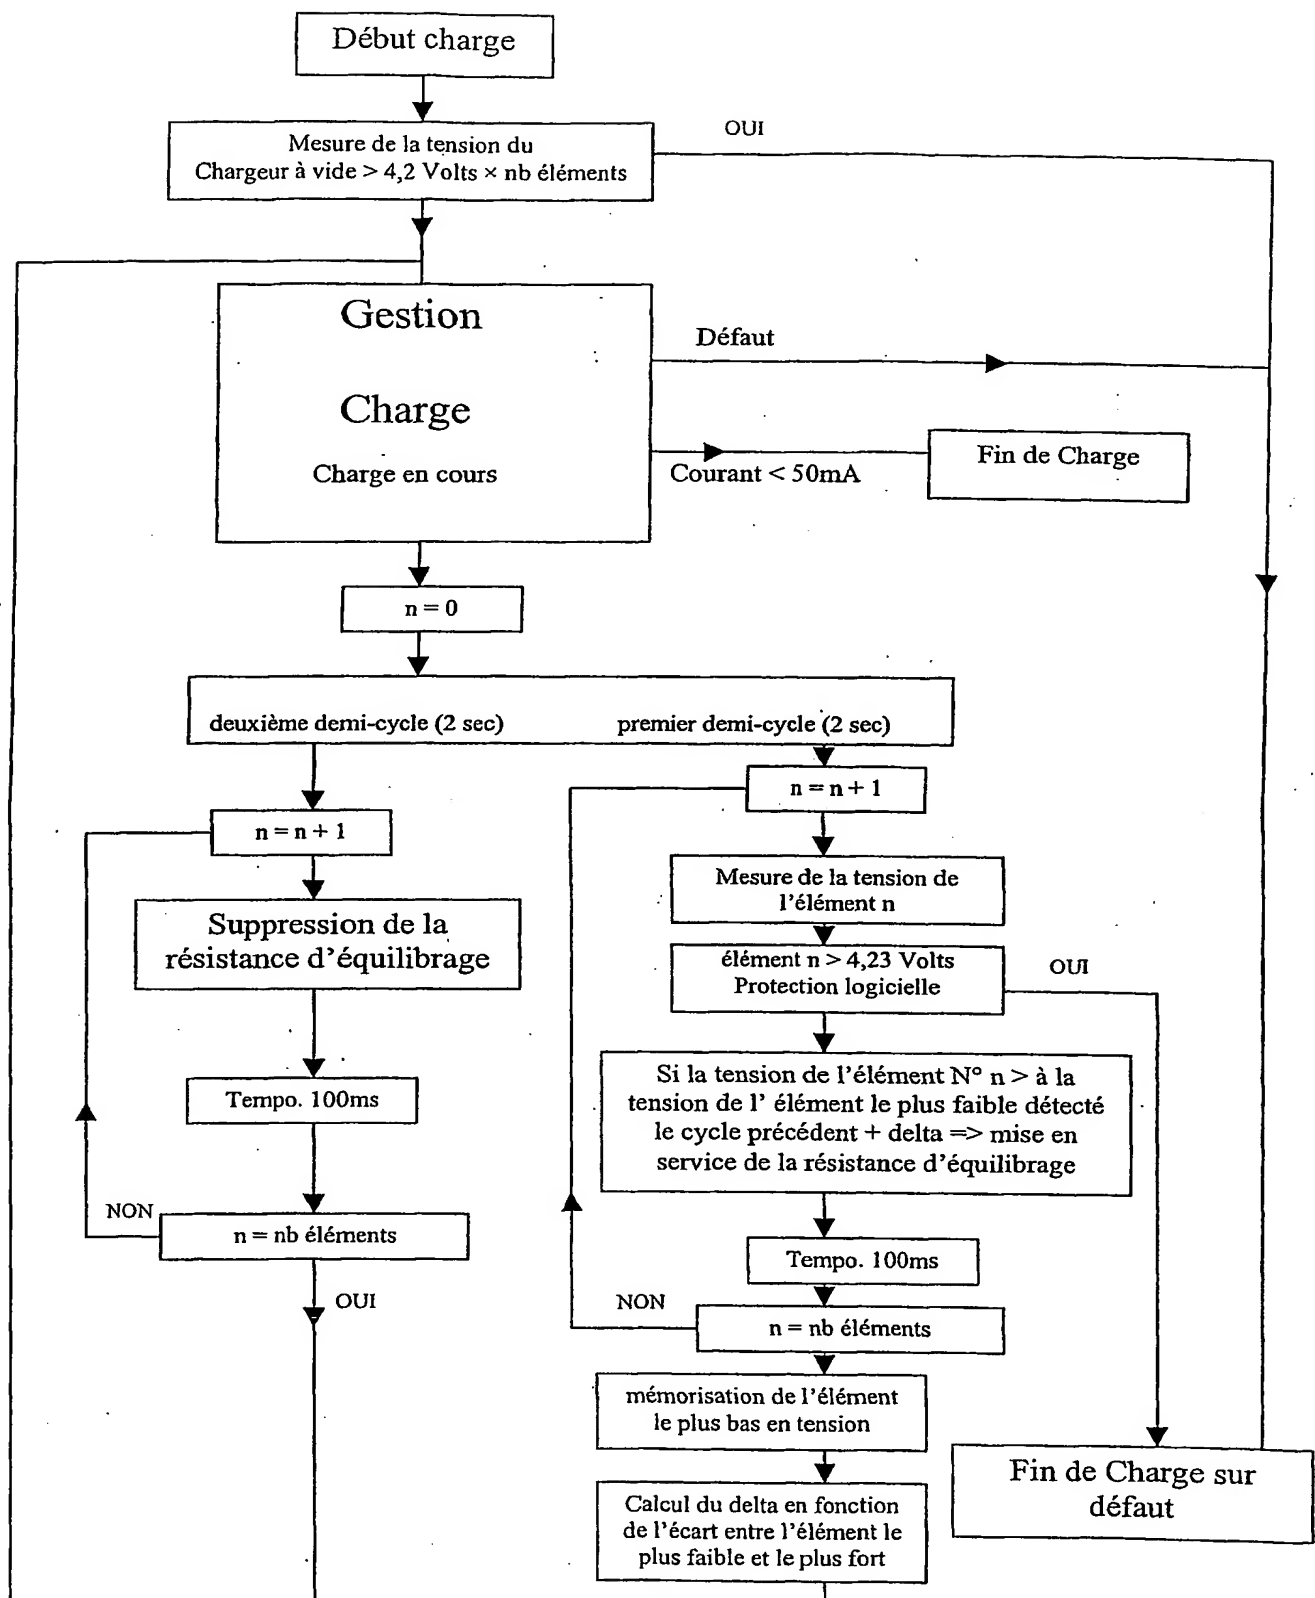 Début charge
Mesure de la tension du
Chargeur à vide > 4,2 Volts × nb éléments
OUI
Gestion
Charge
Charge en cours
Défaut
Courant < 50mA
Fin de Charge
n = 0
deuxième demi-cycle (2 sec)
premier demi-cycle (2 sec)
n = n + 1
Suppression de la
résistance d'équilibrage
Tempo. 100ms
NON
n = nb éléments
OUI
n = n + 1
Mesure de la tension de
l'élément n
élément n > 4,23 Volts
Protection logicielle
OUI
Si la tension de l'élément N° n > à la
tension de l' élément le plus faible détecté
le cycle précédent + delta => mise en
service de la résistance d'équilibrage
Tempo. 100ms
NON
n = nb éléments
mémorisation de l'élément
le plus bas en tension
Calcul du delta en fonction
de l'écart entre l'élément le
plus faible et le plus fort
Fin de Charge sur
défaut